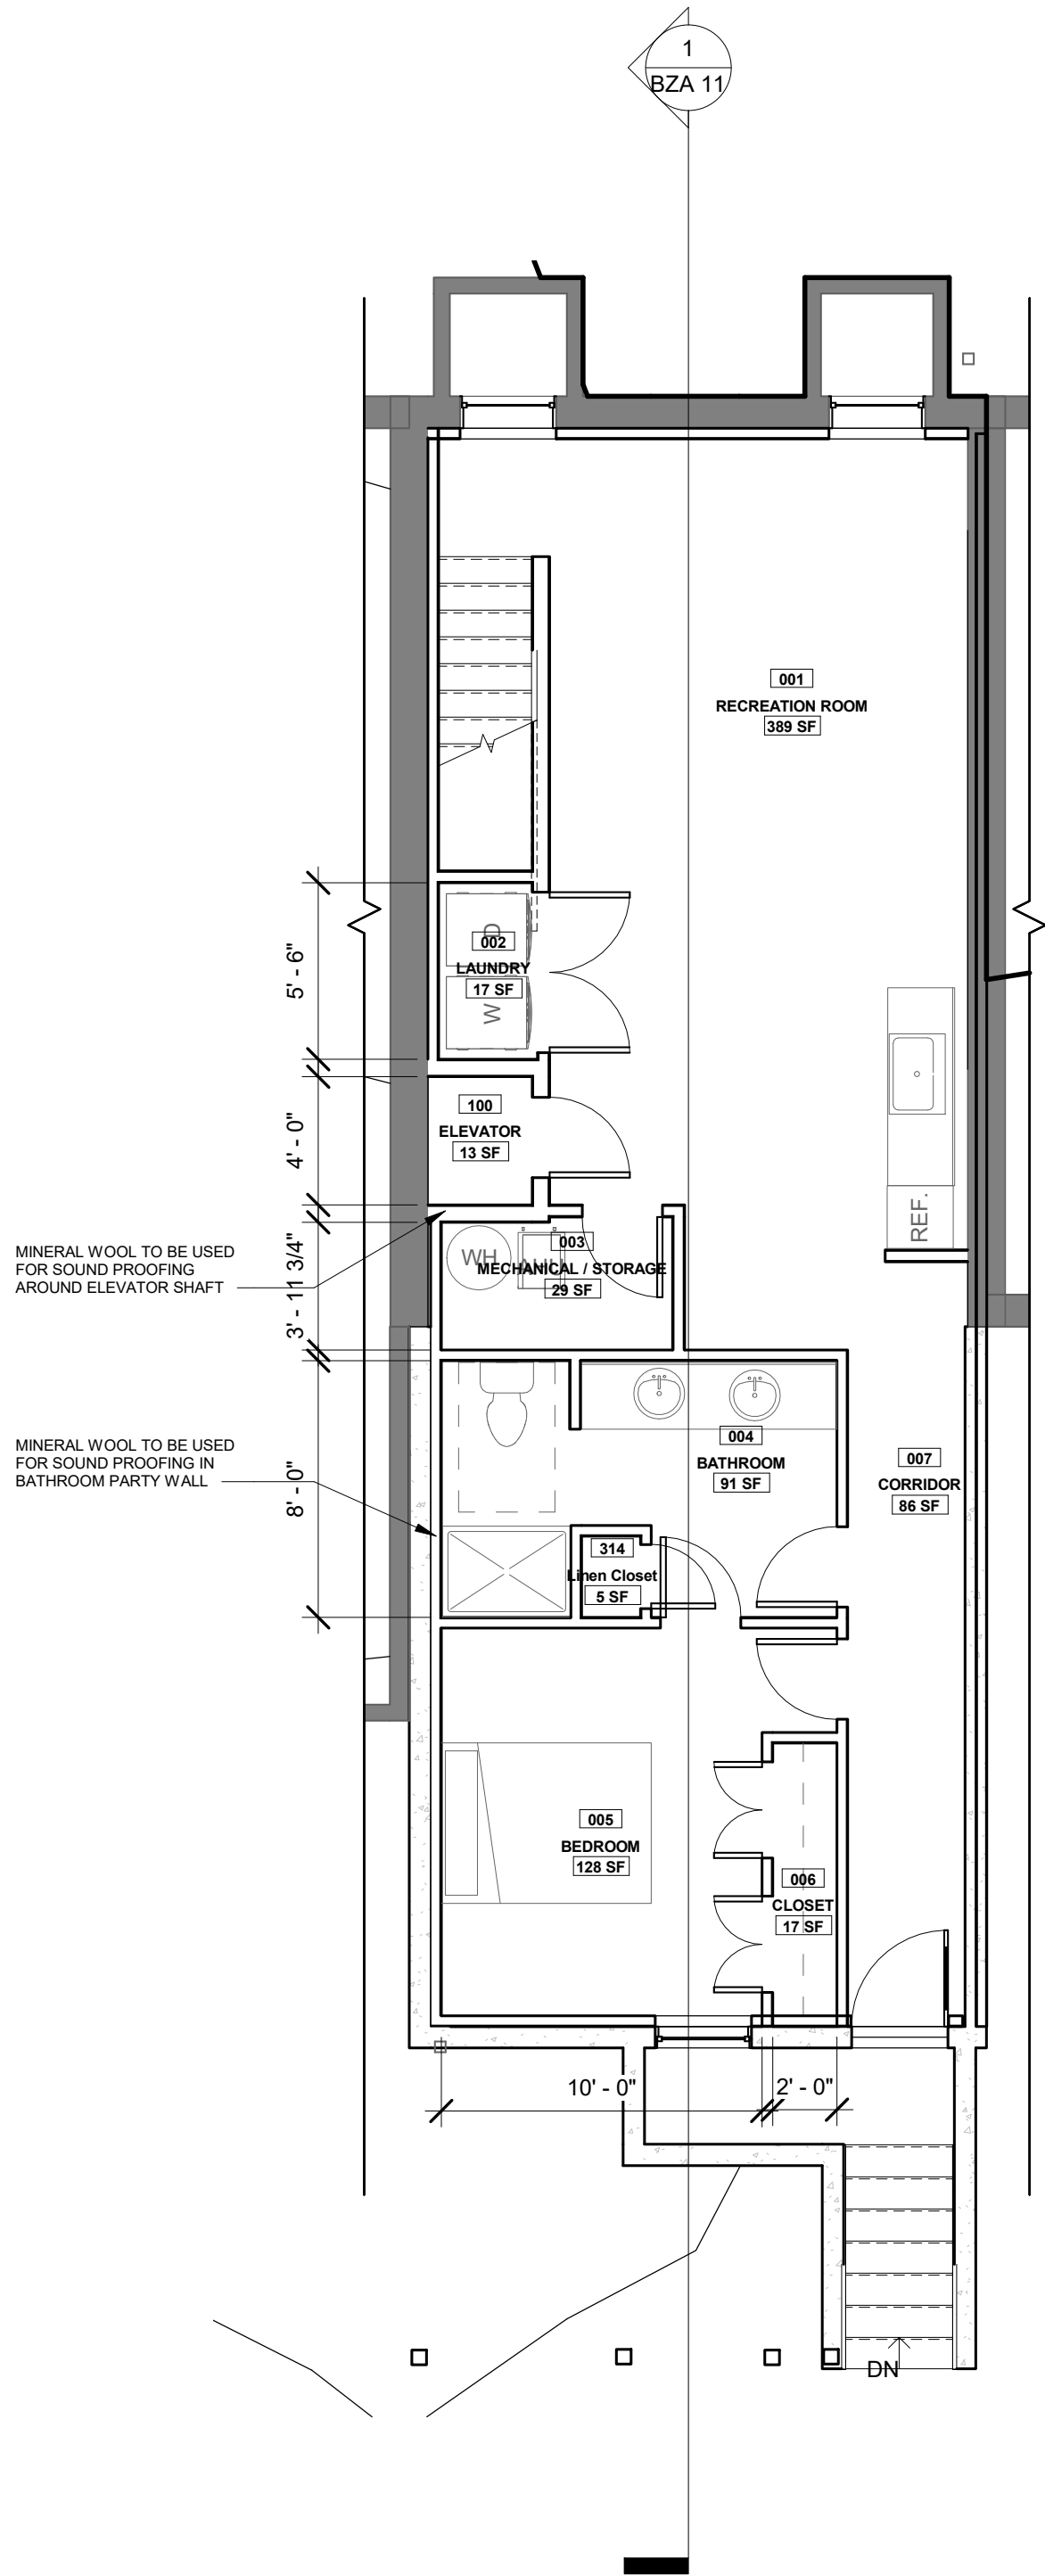 1
BZA 11
001
RECREATION ROOM
389 SF
5' - 6"
D
002
LAUNDRY
17 SF
W
4' - 0"
100
ELEVATOR
13 SF
REF.
MINERAL WOOL TO BE USED
FOR SOUND PROOFING
AROUND ELEVATOR SHAFT
3' - 11 3/4"
WH
AHU
003
MECHANICAL / STORAGE
29 SF
MINERAL WOOL TO BE USED
FOR SOUND PROOFING IN
BATHROOM PARTY WALL
8' - 0"
004
BATHROOM
91 SF
007
CORRIDOR
86 SF
314
Linen Closet
5 SF
005
BEDROOM
128 SF
006
CLOSET
17 SF
10' - 0"
2' - 0"
DN